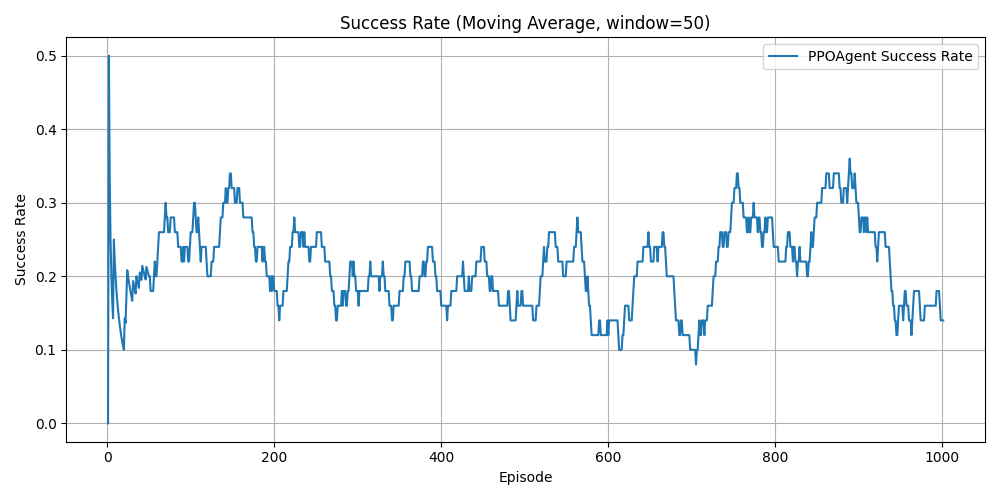 Success Rate (Moving Average, window=50)
PPOAgent Success Rate
Success Rate
0.5
0.4
0.3
0.2
0.1
0.0
0 200 400 600 800 1000
Episode